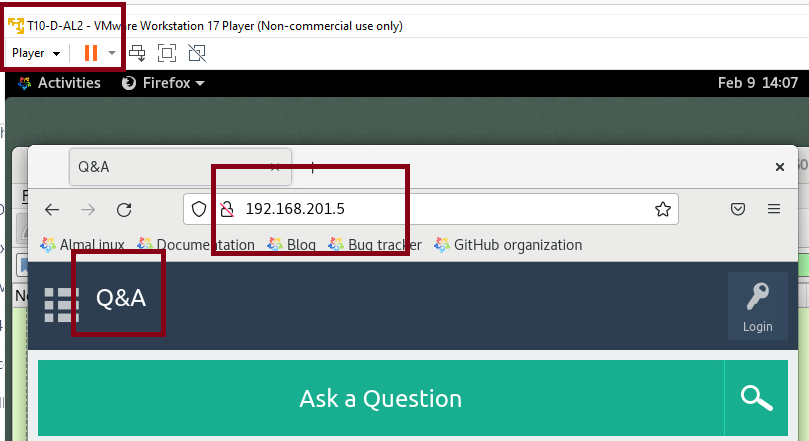 T10-D-AL2 - VMware Workstation 17 Player (Non-commercial use only)
Player
Activities Firefox Feb 9 14:07
Q&A
192.168.201.5
AlmaLinux Documentation Blog Bug tracker GitHub organization
Q&A
Login
Ask a Question